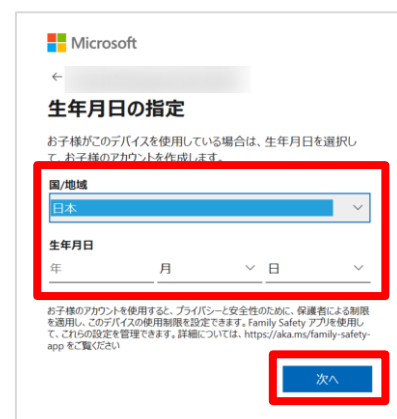 Microsoft
←
生年月日の指定
お子様がこのデバイスを使用している場合は、生年月日を選択し
て、お子様のアカウントを作成します。
国/地域
日本
生年月日
年 月 日
お子様のアカウントを使用すると、プライバシーと安全性のために、保護者による制限
を適用し、このデバイスの使用制限を設定できます。Family Safety アプリを使用し
て、これらの設定を管理できます。詳細については、https://aka.ms/family-safety-
app をご覧ください
次へ